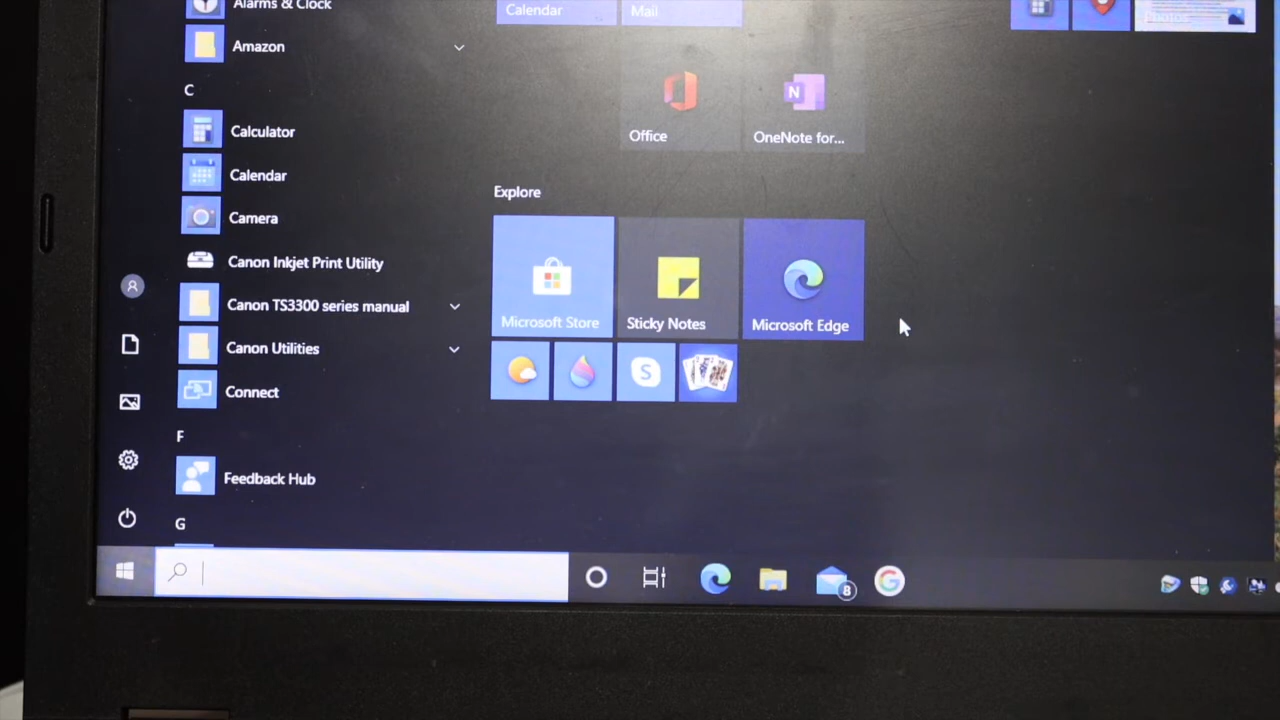 Alarms & Clock
Amazon
C
Calculator
Calendar
Camera
Canon Inkjet Print Utility
Canon TS3300 series manual
Canon Utilities
Connect
F
Feedback Hub
G
Calendar
Mail
Office
N
OneNote for...
Explore
Microsoft Store
Sticky Notes
Microsoft Edge
S
Photos
8
G